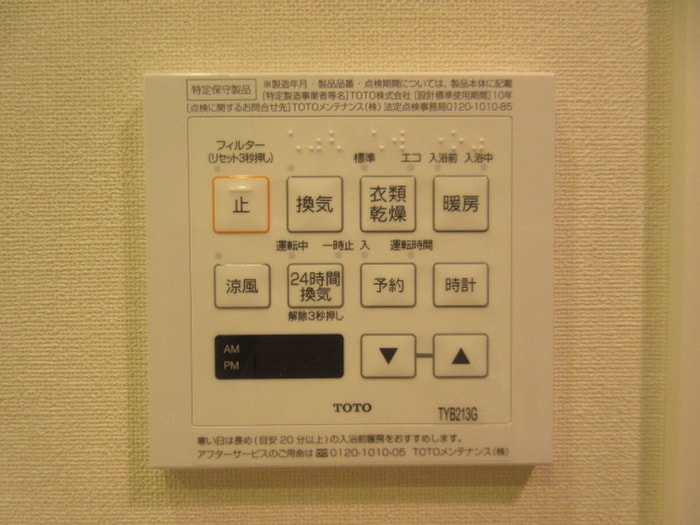 特定保守製品 ※製造年月・製品品番・点検期間については、製品本体に記載
[特定製造事業者等名]TOTO株式会社 [設計標準使用期間]10年
[点検に関するお問合せ先]TOTOメンテナンス(株) 法定点検事務局0120-1010-85
フィルター
(リセット3秒押し) 標準 エコ 入浴前 入浴中
止 換気 衣類 暖房
乾燥
運転中 一時止 入 運転時間
涼風 24時間 予約 時計
換気
解除3秒押し
AM
PM
▼ ▲
TOTO TYB213G
寒い日は長め(目安20分以上)の入浴前暖房をおすすめします。
アフターサービスのご用命は 0120-1010-05 TOTOメンテナンス(株)